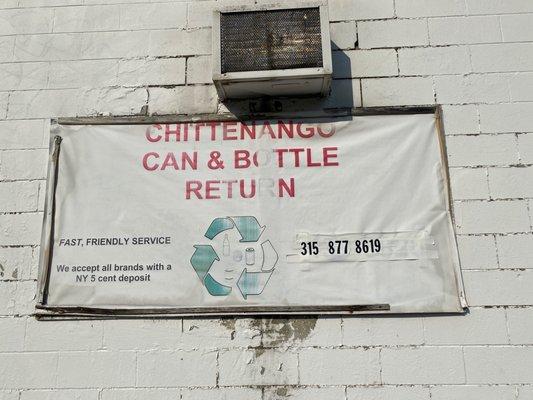 CHITTENANGO
CAN & BOTTLE
RETURN
FAST, FRIENDLY SERVICE
We accept all brands with a
NY 5 cent deposit
315 877 8619